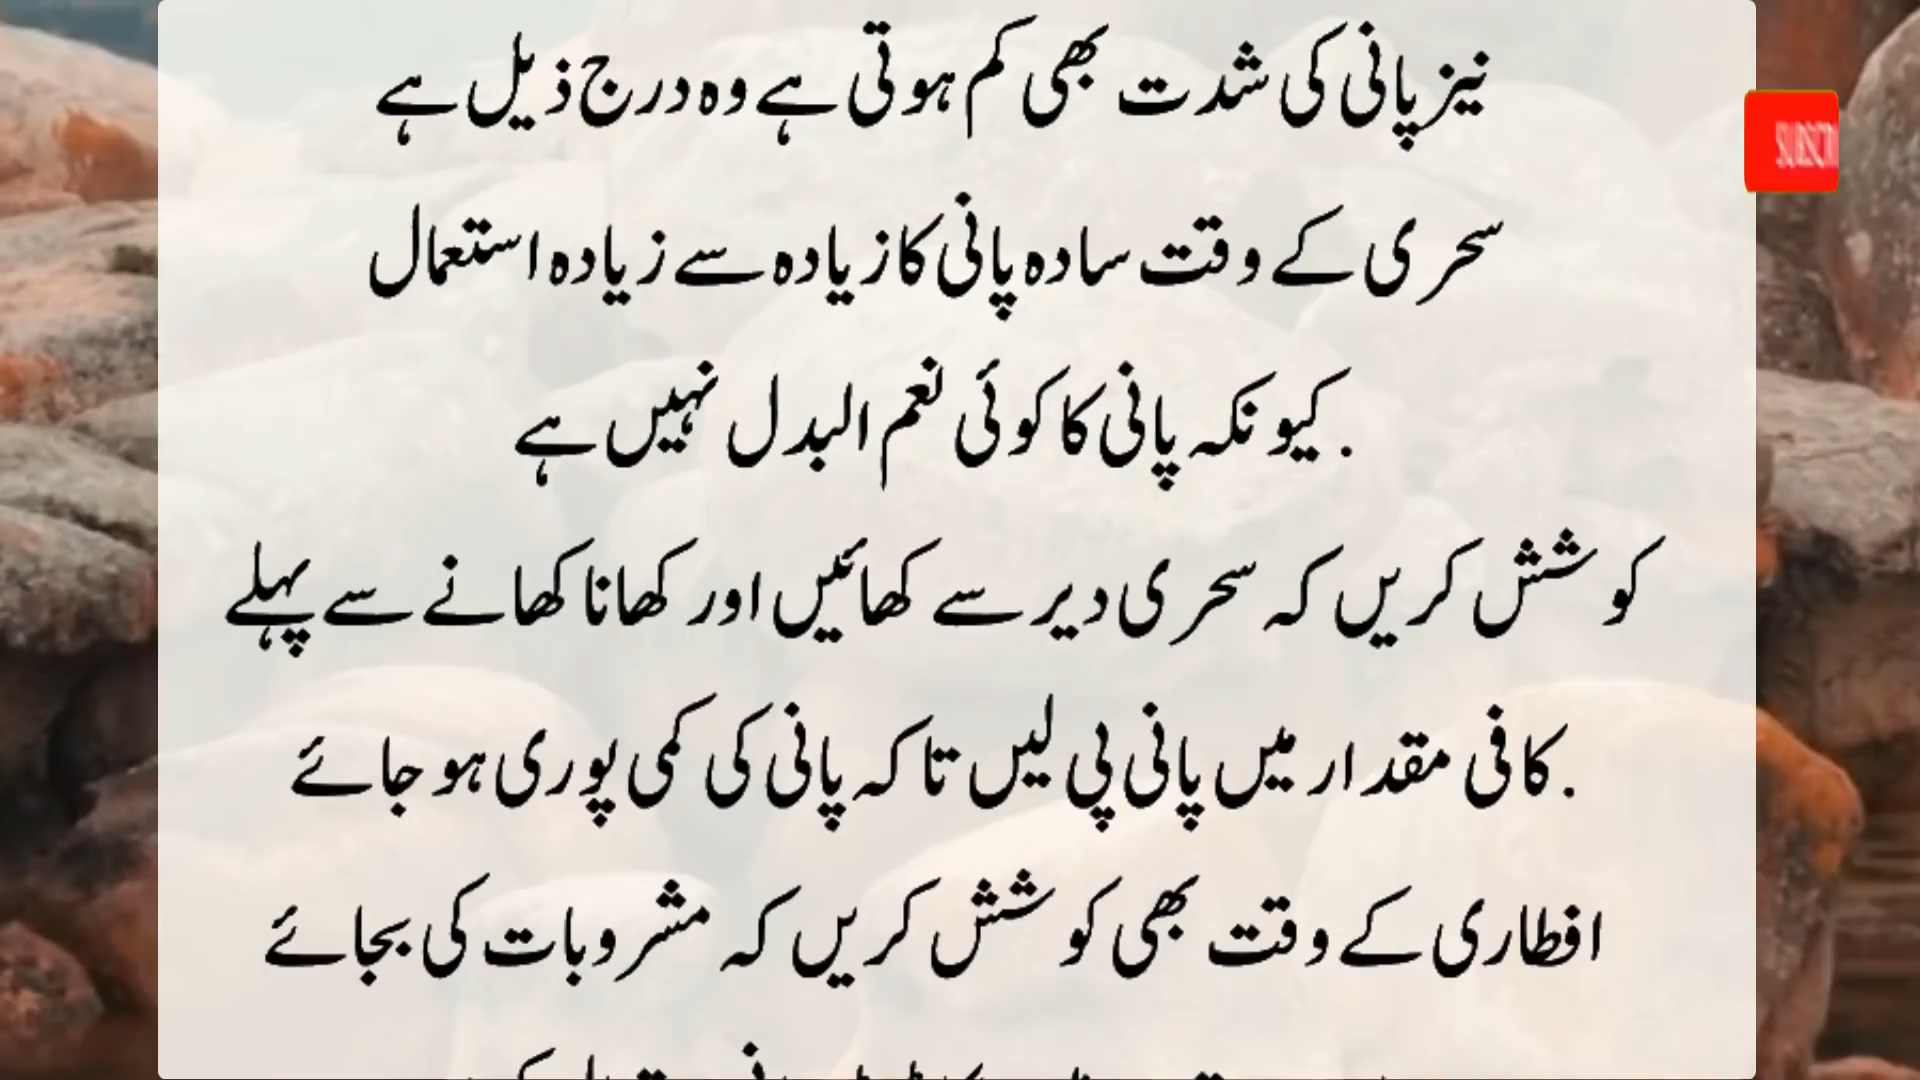 نیز پانی کی شدت بھی کم ہوتی ہے وہ درج ذیل ہے
سحری کے وقت سادہ پانی کا زیادہ سے زیادہ استعمال
.کیونکہ پانی کا کوئی نعم البدل نہیں ہے
کوشش کریں کہ سحری دیر سے کھائیں اور کھانا کھانے سے پہلے
.کافی مقدار میں پانی پی لیں تاکہ پانی کی کمی پوری ہو جائے
افطاری کے وقت بھی کوشش کریں کہ مشروبات کی بجائے